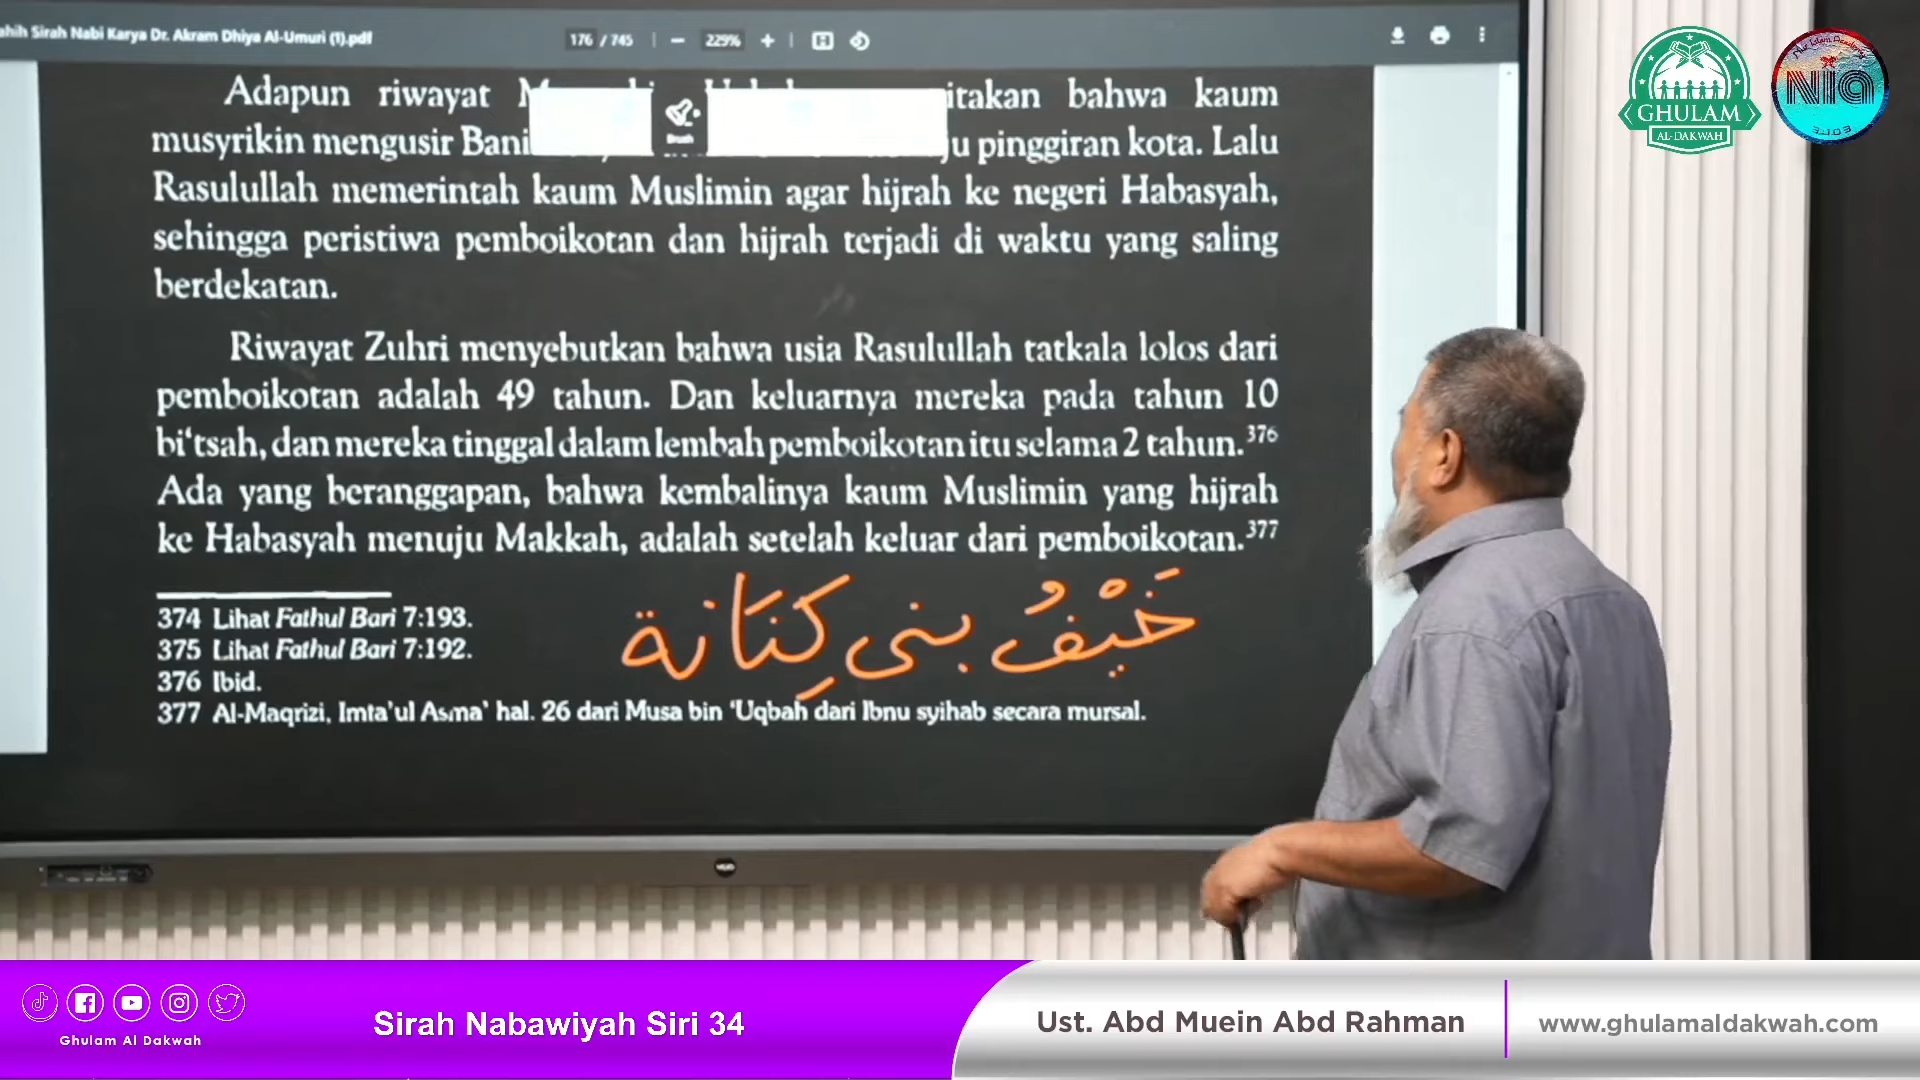 ahih Sirah Nabi Karya Dr. Akram Dhiya Al-Umuri (1).pdf
176 / 745
229%
GHULAM
AL-DAKWAH
Nur Islam Academy
NIA
Adapun riwayat itakan bahwa kaum
musyrikin mengusir Bani ju pinggiran kota. Lalu
Rasulullah memerintah kaum Muslimin agar hijrah ke negeri Habasyah,
sehingga peristiwa pemboikotan dan hijrah terjadi di waktu yang saling
berdekatan.
Riwayat Zuhri menyebutkan bahwa usia Rasulullah tatkala lolos dari
pemboikotan adalah 49 tahun. Dan keluarnya mereka pada tahun 10
bi‘tsah, dan mereka tinggal dalam lembah pemboikotan itu selama 2 tahun.376
Ada yang beranggapan, bahwa kembalinya kaum Muslimin yang hijrah
ke Habasyah menuju Makkah, adalah setelah keluar dari pemboikotan.377
خَيْفُ بنى كِنَانة
374 Lihat Fathul Bari 7:193.
375 Lihat Fathul Bari 7:192.
376 Ibid.
377 Al-Maqrizi, Imta’ul Asma’ hal. 26 dari Musa bin ‘Uqbah dari Ibnu syihab secara mursal.
Ghulam Al Dakwah
Sirah Nabawiyah Siri 34
Ust. Abd Muein Abd Rahman
www.ghulamaldakwah.com